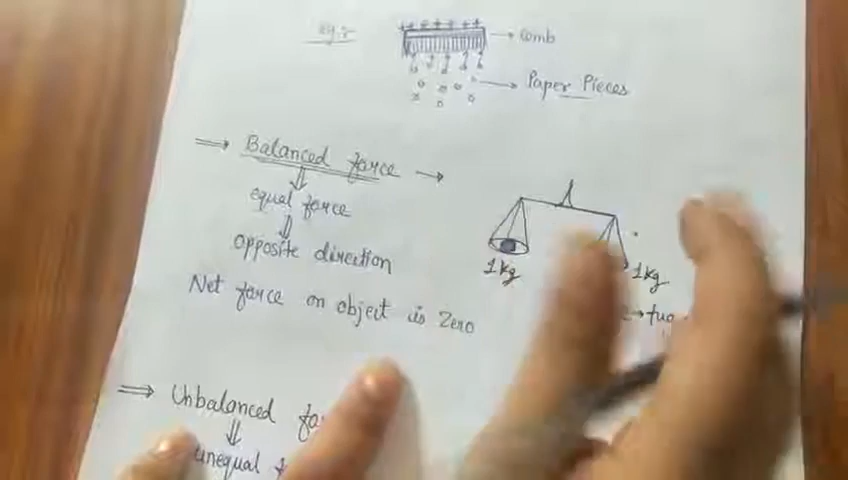 eg:-
comb
Paper Pieces
Balanced force
equal force
opposite direction
1kg
1kg
Net force on object is Zero
Unbalanced
unequal